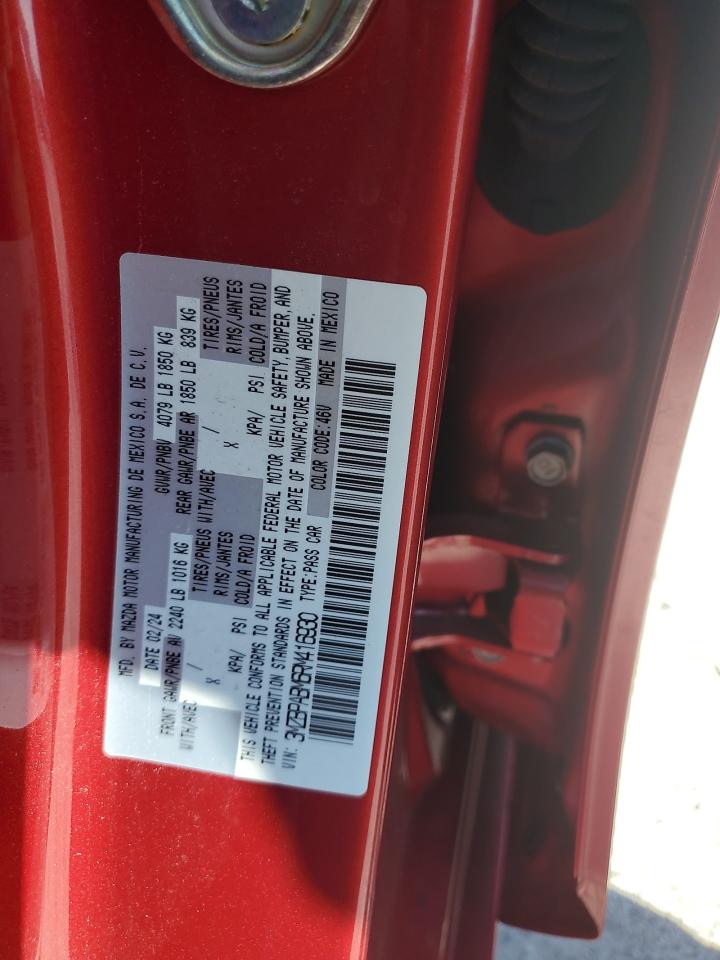 MFD. BY MAZDA MOTOR MANUFACTURING DE MEXICO S.A. DE C.V.
DATE 02/24 GVWR/PNBV 4079 LB 1850 KG
FRONT GAWR/PNBE AV 2240 LB 1016 KG REAR GAWR/PNBE AR 1850 LB 839 KG
WITH/AVEC TIRES/PNEUS WITH/AVEC TIRES/PNEUS
/ RIMS/JANTES / RIMS/JANTES
x x
KPA/ PSI COLD/A FROID KPA/ PSI COLD/A FROID
THIS VEHICLE CONFORMS TO ALL APPLICABLE FEDERAL MOTOR VEHICLE SAFETY, BUMPER, AND
THEFT PREVENTION STANDARDS IN EFFECT ON THE DATE OF MANUFACTURE SHOWN ABOVE.
VIN: 3MZBPABM6RM416930 TYPE:PASS CAR COLOR CODE:46V MADE IN MEXICO